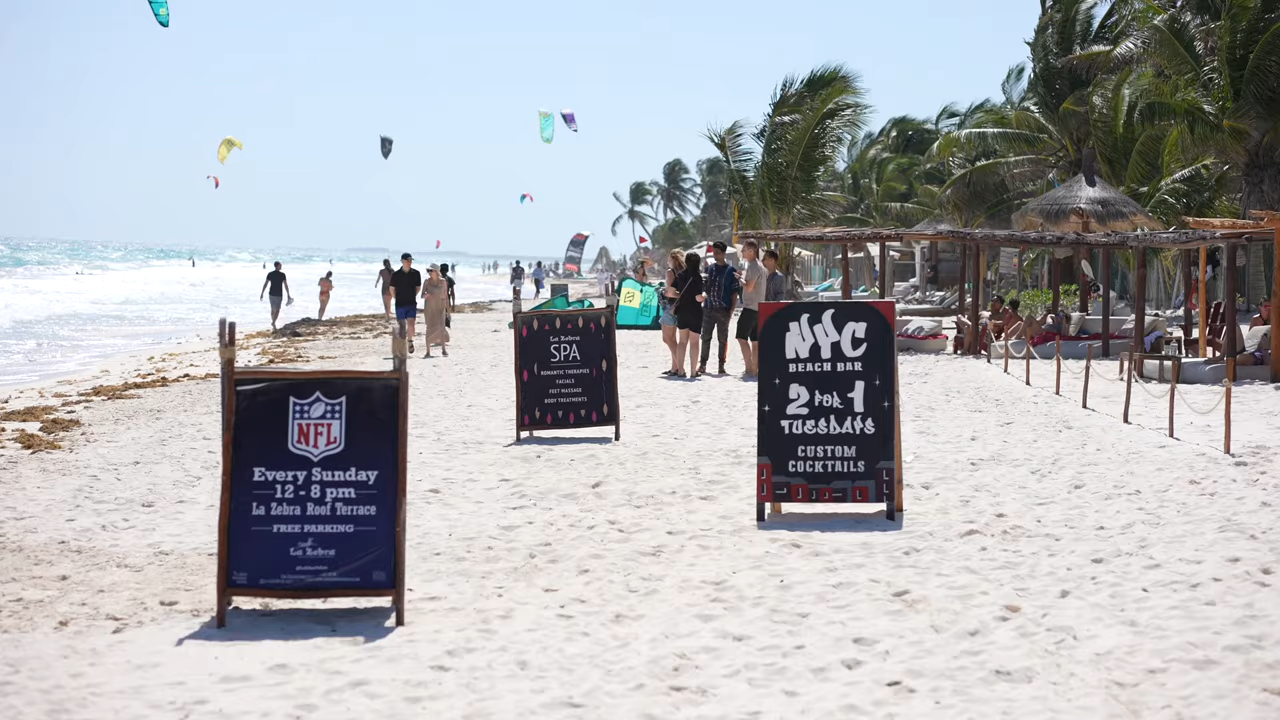 NFL
Every Sunday
12 - 8 pm
La Zebra Roof Terrace
FREE PARKING
La Zebra
La Zebra
SPA
ROMANTIC THERAPIES
FACIALS
FEET MASSAGE
BODY TREATMENTS
NYC
BEACH BAR
2 FOR 1
TUESDAYS
CUSTOM
COCKTAILS